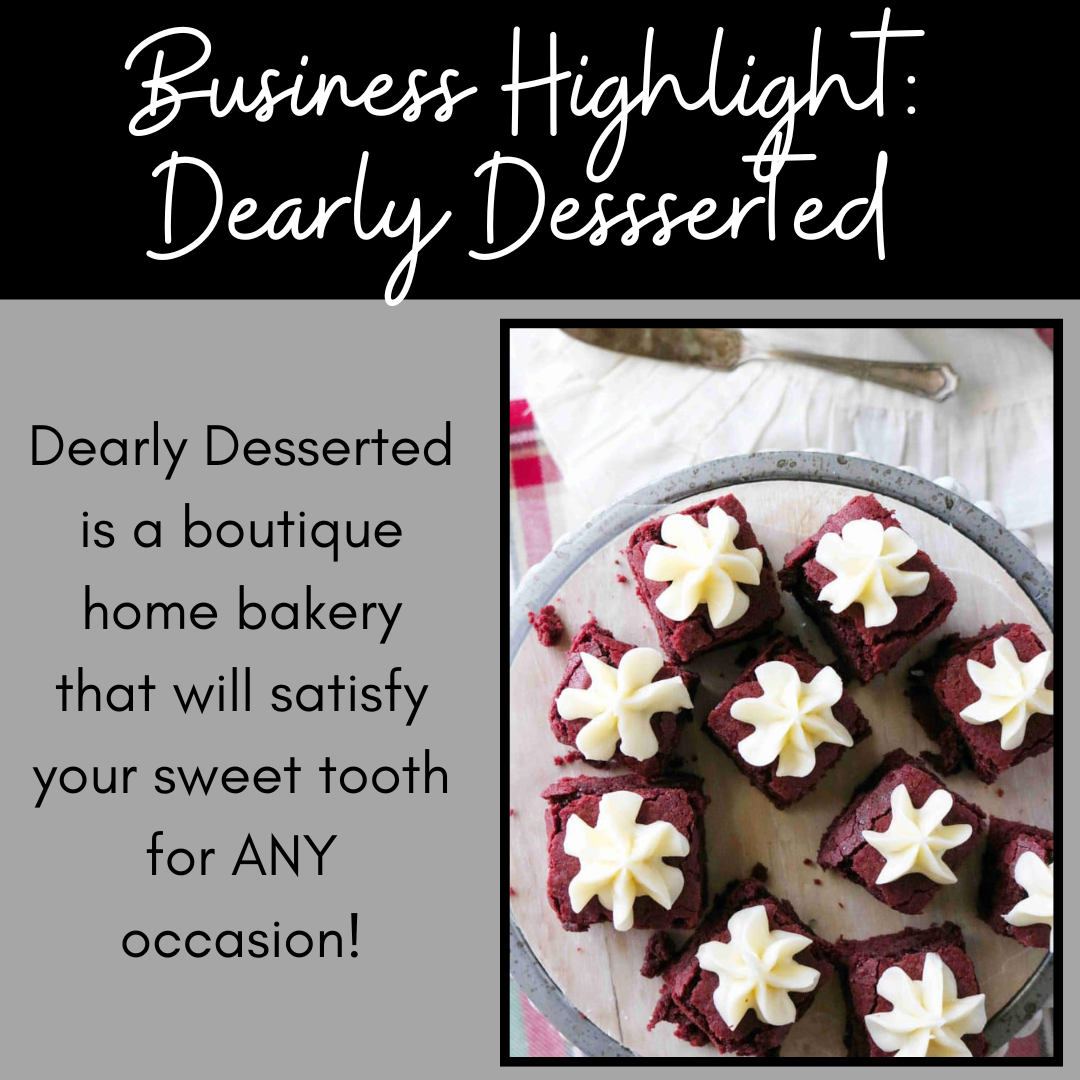 Business Highlight:
Dearly Dessserted
Dearly Desserted
is a boutique
home bakery
that will satisfy
your sweet tooth
for ANY
occasion!